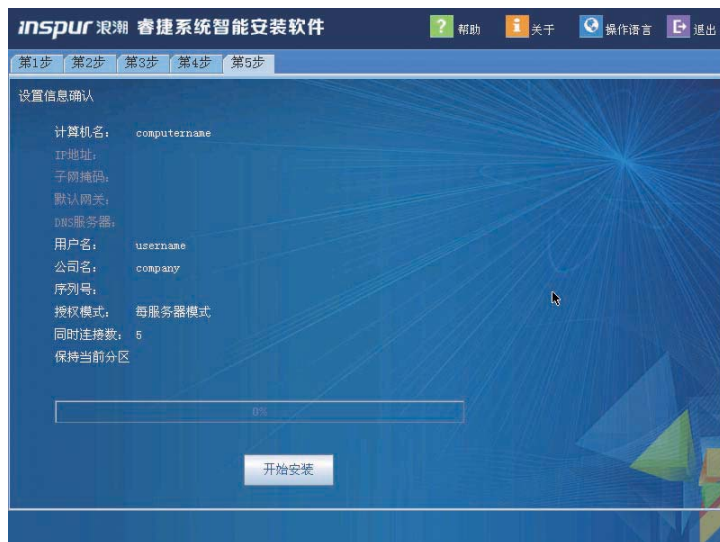 inspur 浪潮 睿捷系统智能安装软件 ? 帮助 i 关于 操作语言 退出
第1步 第2步 第3步 第4步 第5步
设置信息确认
计算机名： computername
IP地址：
子网掩码：
默认网关：
DNS服务器：
用户名： username
公司名： company
序列号：
授权模式： 每服务器模式
同时连接数： 5
保持当前分区
0%
开始安装